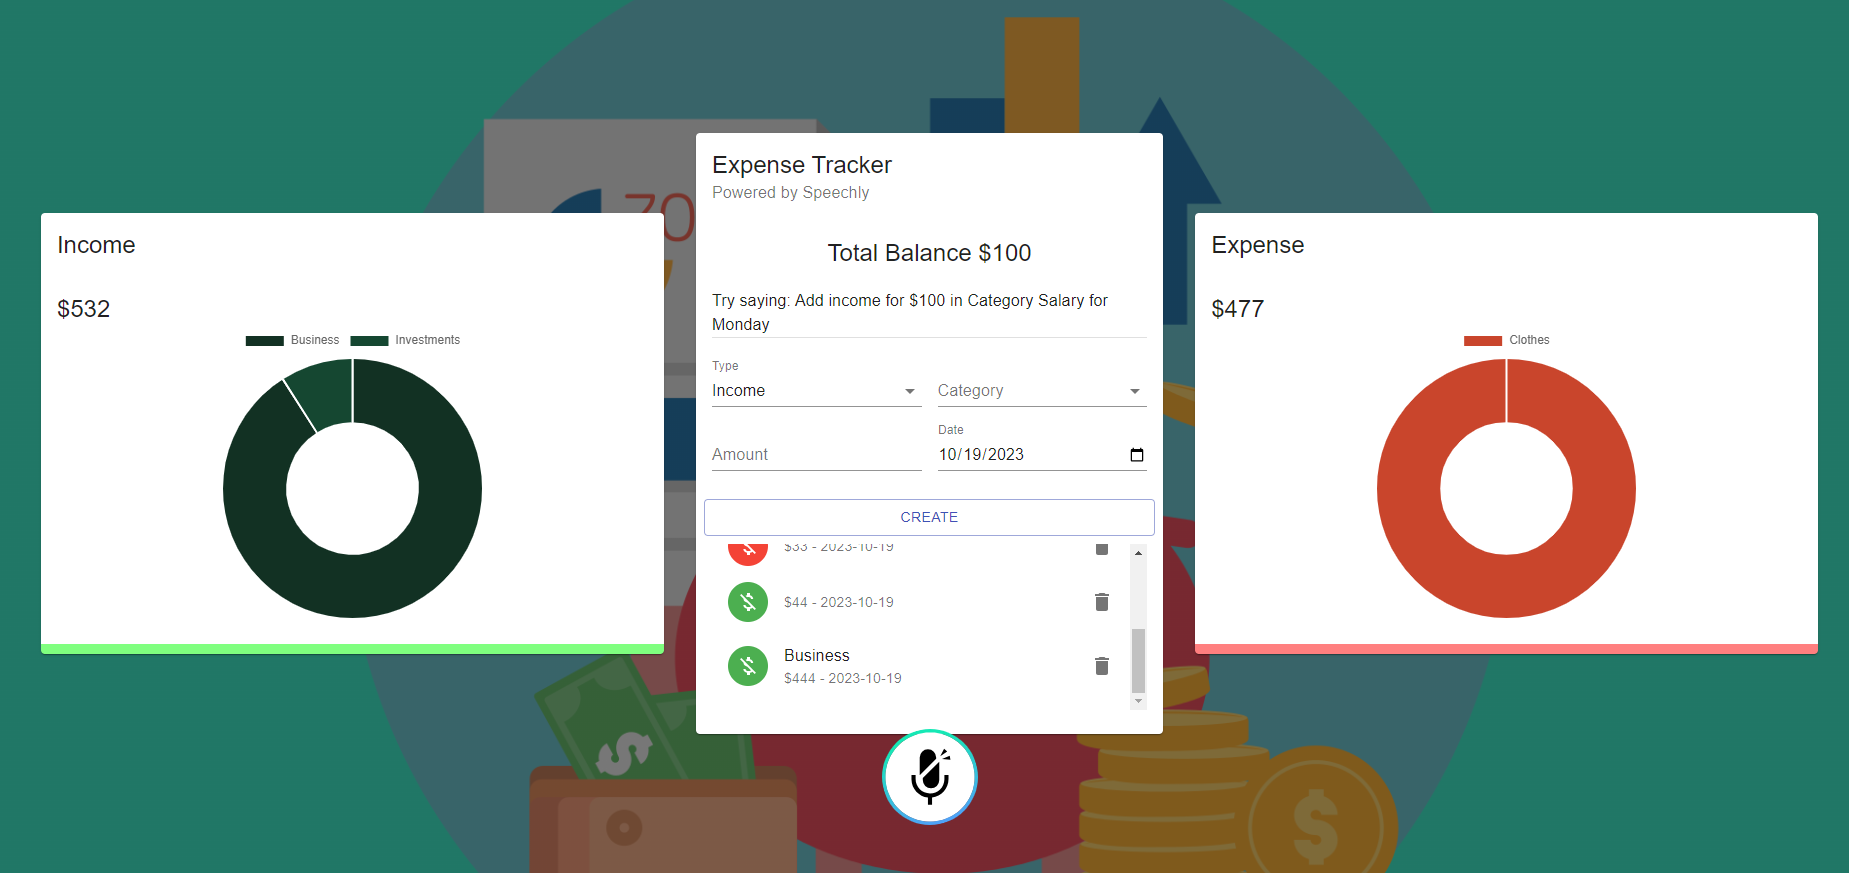 Expense Tracker
Powered by Speechly
70
Income
Total Balance $100
Expense
$532
Try saying: Add income for $100 in Category Salary for
Monday
$477
Business Investments
Clothes
Type
Income
Category
Amount
Date
10/19/2023
CREATE
$33 - 2023-10-19
$44 - 2023-10-19
Business
$444 - 2023-10-19
$
$